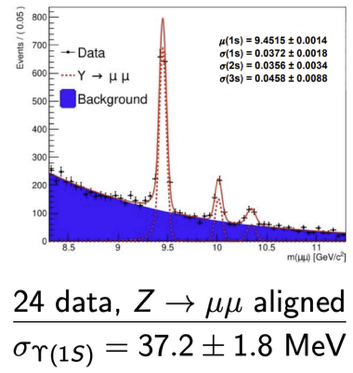 Events / ( 0.05 )
800
700
600
500
400
300
200
100
0
Data
ϒ → μ μ
Background
μ(1s) = 9.4515 ± 0.0014
σ(1s) = 0.0372 ± 0.0018
σ(2s) = 0.0356 ± 0.0034
σ(3s) = 0.0458 ± 0.0088
8.5 9 9.5 10 10.5 11
m(μμ) [GeV/c²]
24 data, Z → μμ aligned
σϒ(1S) = 37.2 ± 1.8 MeV